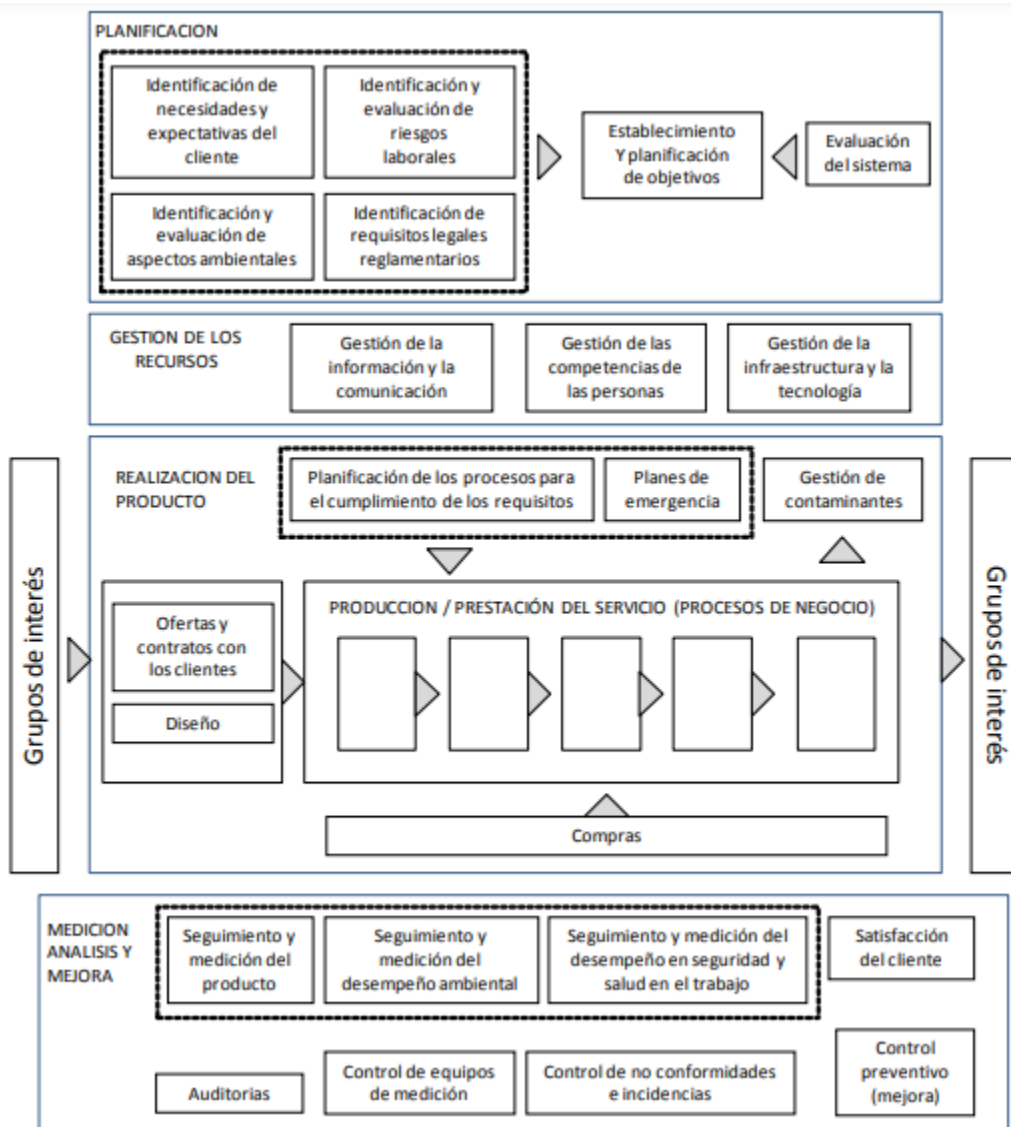 PLANIFICACION
Identificación de
necesidades y
expectativas del
cliente
Identificación y
evaluación de
riesgos
laborales
Identificación y
evaluación de
aspectos ambientales
Identificación de
requisitos legales
reglamentarios
Establecimiento
Y planificación
de objetivos
Evaluación
del sistema
GESTION DE LOS
RECURSOS
Gestión de la
información y la
comunicación
Gestión de las
competencias de
las personas
Gestión de la
infraestructura y la
tecnología
Grupos de interés
REALIZACION DEL
PRODUCTO
Planificación de los procesos para
el cumplimiento de los requisitos
Planes de
emergencia
Gestión de
contaminantes
Ofertas y
contratos con
los clientes
Diseño
PRODUCCION / PRESTACIÓN DEL SERVICIO (PROCESOS DE NEGOCIO)
Compras
Grupos de interés
MEDICION
ANALISIS Y
MEJORA
Seguimiento y
medición del
producto
Seguimiento y
medición del
desempeño ambiental
Seguimiento y medición del
desempeño en seguridad y
salud en el trabajo
Satisfacción
del cliente
Auditorias
Control de equipos
de medición
Control de no conformidades
e incidencias
Control
preventivo
(mejora)